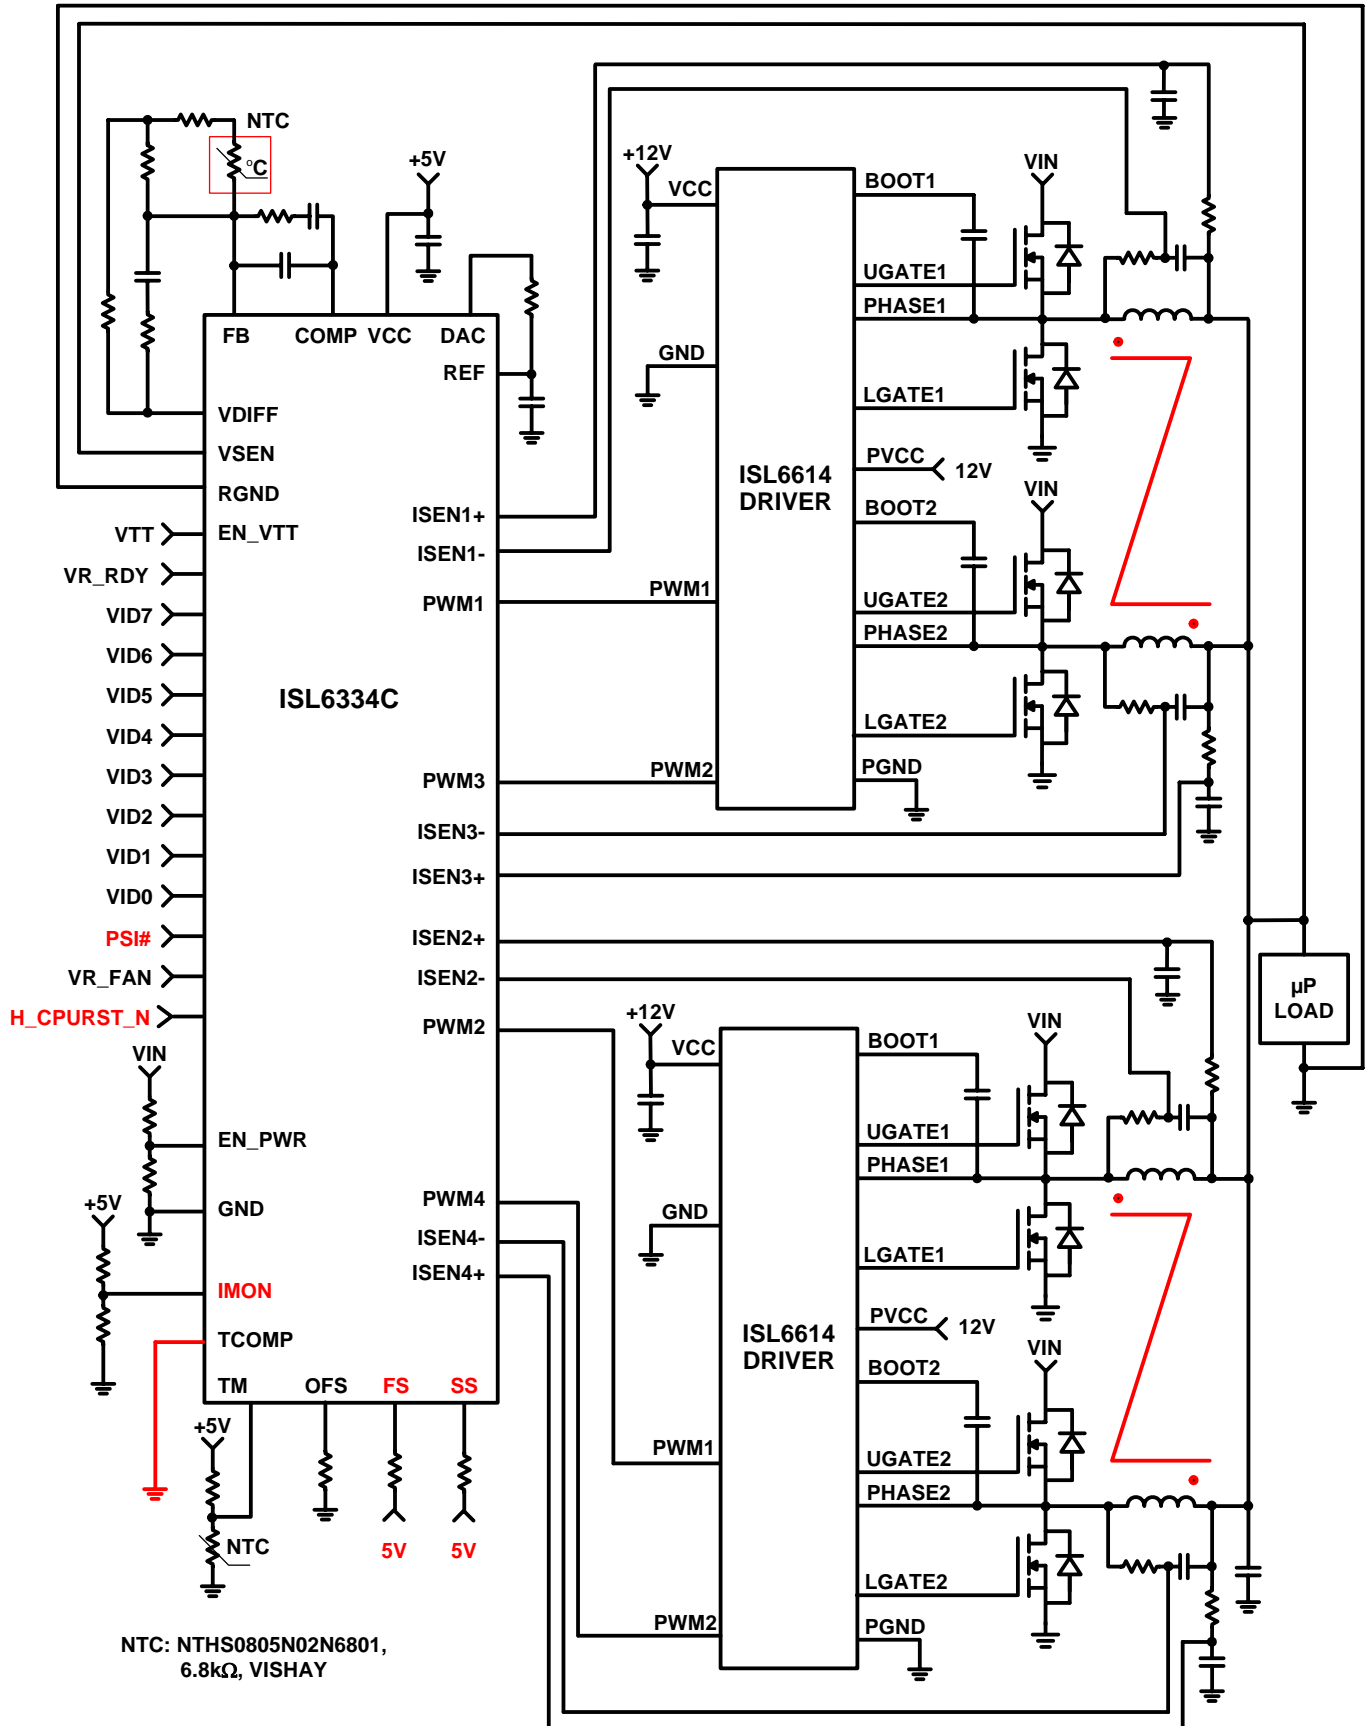 NTC
°C
+5V
FB
COMP
VCC
DAC
REF
VDIFF
VSEN
RGND
VTT
EN_VTT
VR_RDY
VID7
VID6
VID5
VID4
VID3
VID2
VID1
VID0
PSI#
VR_FAN
H_CPURST_N
VIN
EN_PWR
GND
+5V
IMON
TCOMP
TM
OFS
FS
SS
+5V
NTC
5V
5V
ISL6334C
ISEN1+
ISEN1-
PWM1
PWM3
ISEN3-
ISEN3+
ISEN2+
ISEN2-
PWM2
PWM4
ISEN4-
ISEN4+
+12V
VCC
GND
PWM1
PWM2
ISL6614
DRIVER
BOOT1
UGATE1
PHASE1
LGATE1
PVCC
12V
BOOT2
UGATE2
PHASE2
LGATE2
PGND
VIN
VIN
+12V
VCC
GND
PWM1
PWM2
ISL6614
DRIVER
BOOT1
UGATE1
PHASE1
LGATE1
PVCC
12V
BOOT2
UGATE2
PHASE2
LGATE2
PGND
VIN
VIN
µP
LOAD
NTC: NTHS0805N02N6801,
6.8kΩ, VISHAY